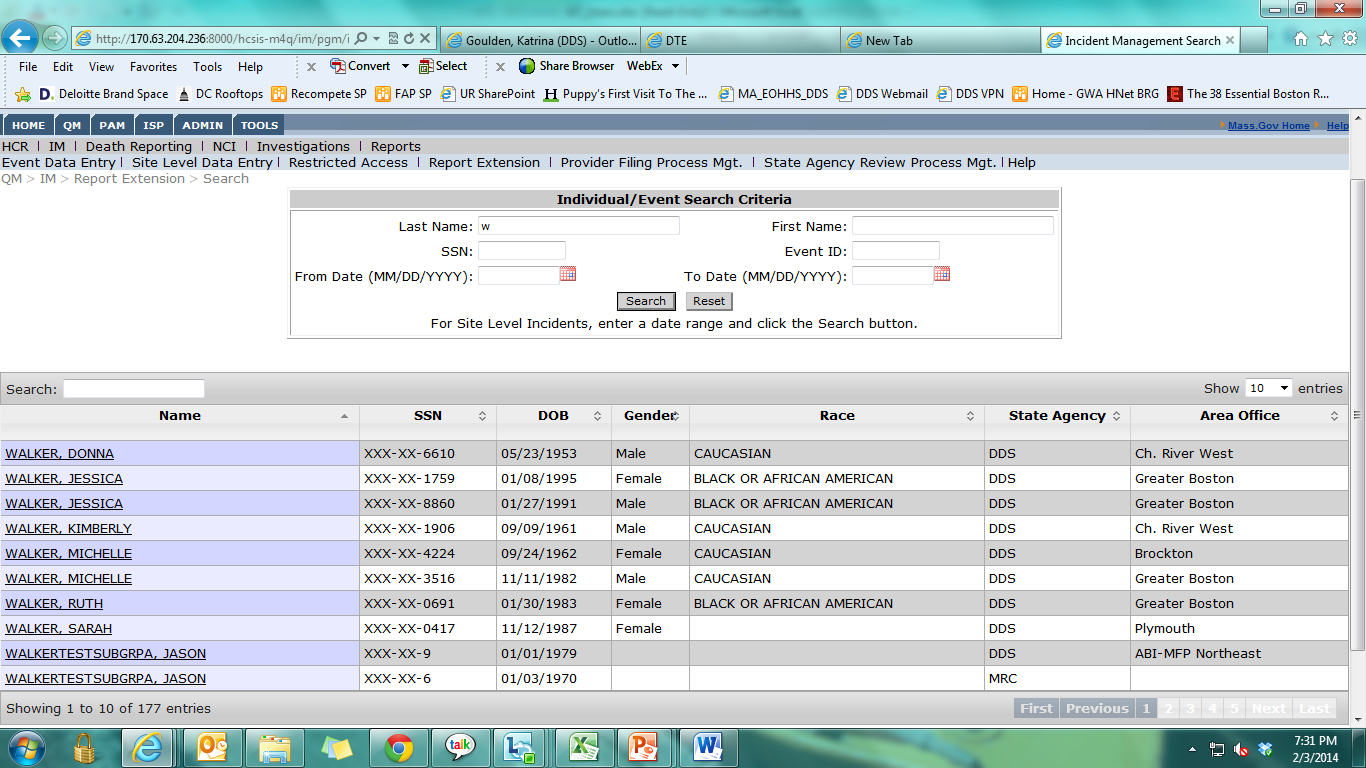 http://170.63.204.236:8000/hcsis-m4q/im/pgm/i
Goulden, Katrina (DDS) - Outlo...
DTE
New Tab
Incident Management Search
File Edit View Favorites Tools Help
Convert Select
Share Browser WebEx
Deloitte Brand Space DC Rooftops Recompete SP FAP SP UR SharePoint Puppy's First Visit To The ... MA_EOHHS_DDS DDS Webmail DDS VPN Home - GWA HNet BRG The 38 Essential Boston R...
HOME QM PAM ISP ADMIN TOOLS
Mass.Gov Home Help
HCR | IM | Death Reporting | NCI | Investigations | Reports
Event Data Entry | Site Level Data Entry | Restricted Access | Report Extension | Provider Filing Process Mgt. | State Agency Review Process Mgt. | Help
QM > IM > Report Extension > Search
Individual/Event Search Criteria
Last Name: w First Name:
SSN: Event ID:
From Date (MM/DD/YYYY): To Date (MM/DD/YYYY):
Search Reset
For Site Level Incidents, enter a date range and click the Search button.
Search: Show 10 entries
Name SSN DOB Gender Race State Agency Area Office
WALKER, DONNA XXX-XX-6610 05/23/1953 Male CAUCASIAN DDS Ch. River West
WALKER, JESSICA XXX-XX-1759 01/08/1995 Female BLACK OR AFRICAN AMERICAN DDS Greater Boston
WALKER, JESSICA XXX-XX-8860 01/27/1991 Male BLACK OR AFRICAN AMERICAN DDS Greater Boston
WALKER, KIMBERLY XXX-XX-1906 09/09/1961 Male CAUCASIAN DDS Ch. River West
WALKER, MICHELLE XXX-XX-4224 09/24/1962 Female CAUCASIAN DDS Brockton
WALKER, MICHELLE XXX-XX-3516 11/11/1982 Male CAUCASIAN DDS Greater Boston
WALKER, RUTH XXX-XX-0691 01/30/1983 Female BLACK OR AFRICAN AMERICAN DDS Greater Boston
WALKER, SARAH XXX-XX-0417 11/12/1987 Female DDS Plymouth
WALKERTESTSUBGRPA, JASON XXX-XX-9 01/01/1979 DDS ABI-MFP Northeast
WALKERTESTSUBGRPA, JASON XXX-XX-6 01/03/1970 MRC
Showing 1 to 10 of 177 entries
First Previous 1 2 3 4 5 Next Last
talk
7:31 PM
2/3/2014